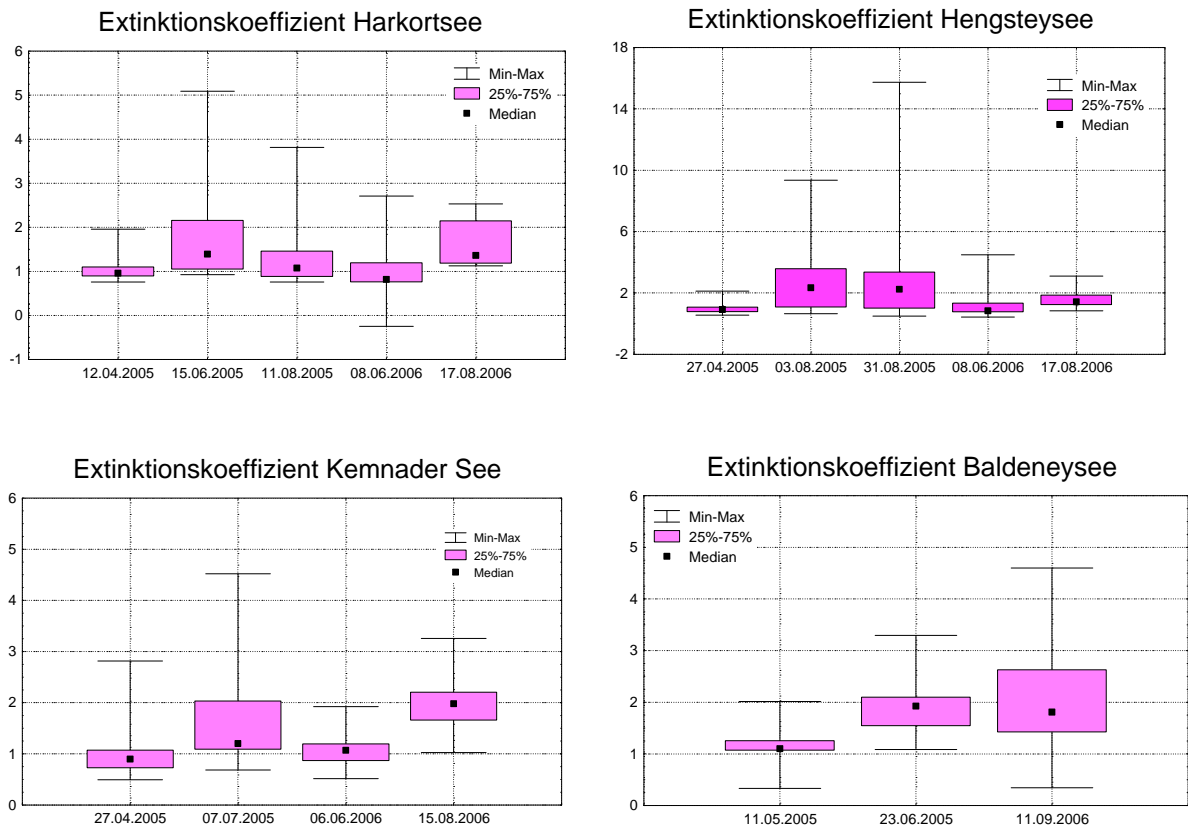 Extinktionskoeffizient Harkortsee
6
5
4
3
2
1
0
-1
Min-Max
25%-75%
Median
12.04.2005 15.06.2005 11.08.2005 08.06.2006 17.08.2006
Extinktionskoeffizient Hengsteysee
18
14
10
6
2
-2
Min-Max
25%-75%
Median
27.04.2005 03.08.2005 31.08.2005 08.06.2006 17.08.2006
Extinktionskoeffizient Kemnader See
6
5
4
3
2
1
0
Min-Max
25%-75%
Median
27.04.2005 07.07.2005 06.06.2006 15.08.2006
Extinktionskoeffizient Baldeneysee
6
5
4
3
2
1
0
Min-Max
25%-75%
Median
11.05.2005 23.06.2005 11.09.2006